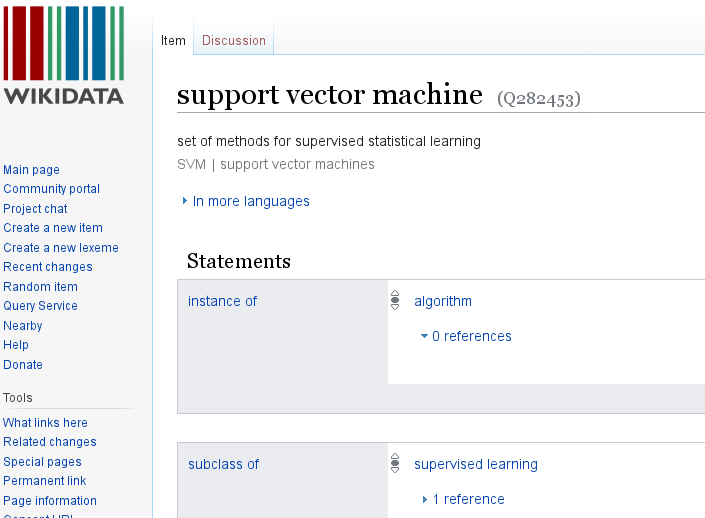 WIKIDATA
Main page
Community portal
Project chat
Create a new item
Create a new lexeme
Recent changes
Random item
Query Service
Nearby
Help
Donate
Tools
What links here
Related changes
Special pages
Permanent link
Page information
Item
Discussion
support vector machine (Q282453)
set of methods for supervised statistical learning
SVM | support vector machines
In more languages
Statements
instance of
algorithm
0 references
subclass of
supervised learning
1 reference